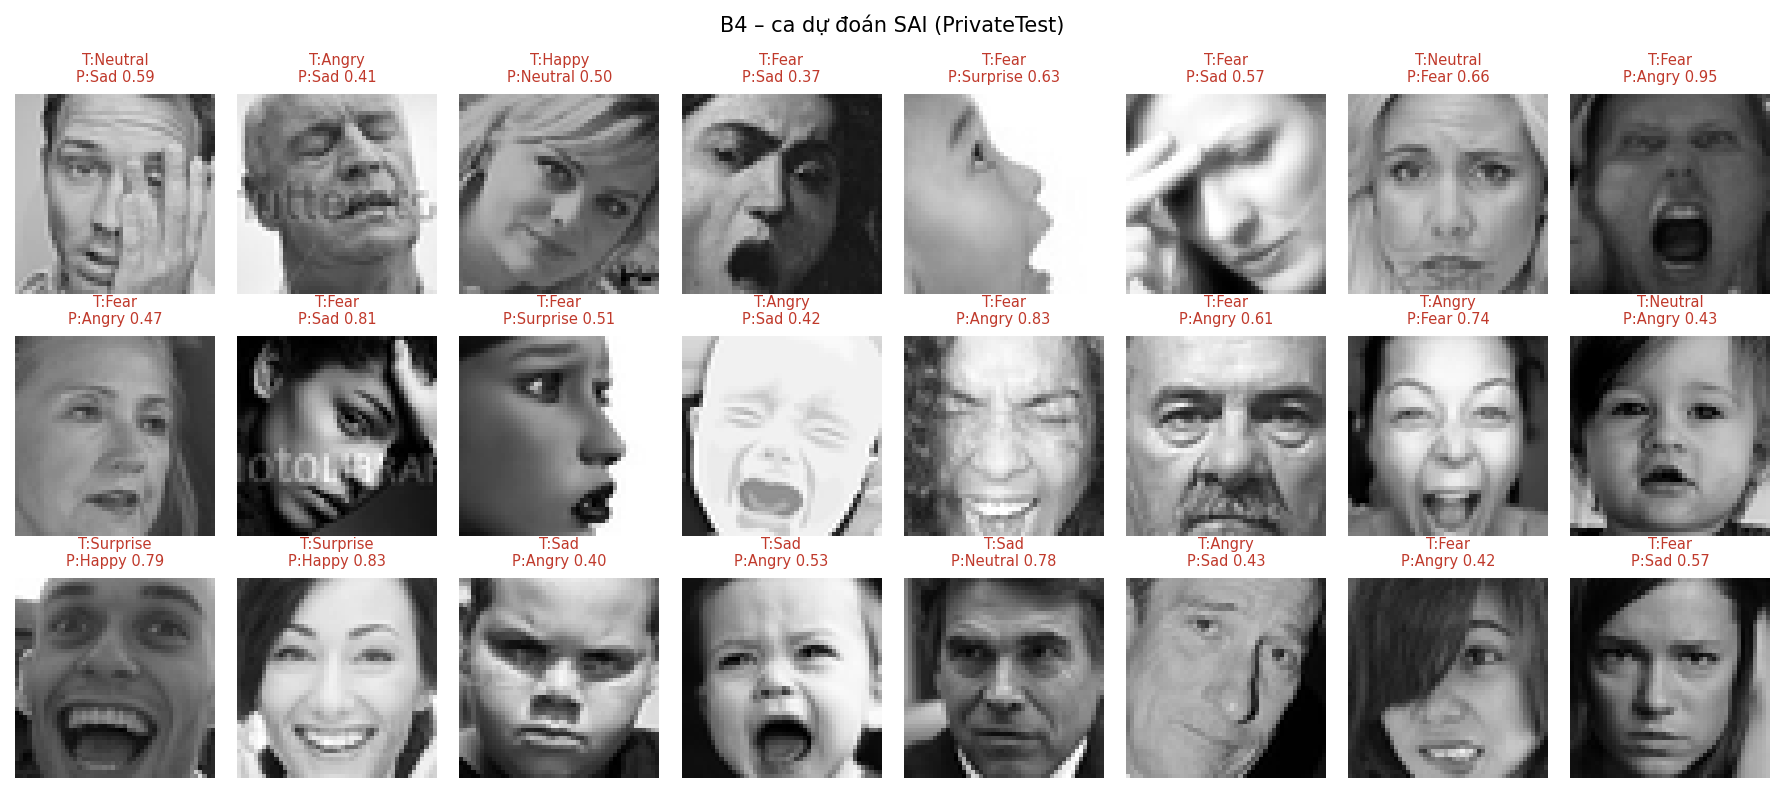 B4 – ca dự đoán SAI (PrivateTest)
T:Neutral
P:Sad 0.59
T:Angry
P:Sad 0.41
T:Happy
P:Neutral 0.50
T:Fear
P:Sad 0.37
T:Fear
P:Surprise 0.63
T:Fear
P:Sad 0.57
T:Neutral
P:Fear 0.66
T:Fear
P:Angry 0.95
T:Fear
P:Angry 0.47
T:Fear
P:Sad 0.81
T:Fear
P:Surprise 0.51
T:Angry
P:Sad 0.42
T:Fear
P:Angry 0.83
T:Fear
P:Angry 0.61
T:Angry
P:Fear 0.74
T:Neutral
P:Angry 0.43
T:Surprise
P:Happy 0.79
T:Surprise
P:Happy 0.83
T:Sad
P:Angry 0.40
T:Sad
P:Angry 0.53
T:Sad
P:Neutral 0.78
T:Angry
P:Sad 0.43
T:Fear
P:Angry 0.42
T:Fear
P:Sad 0.57